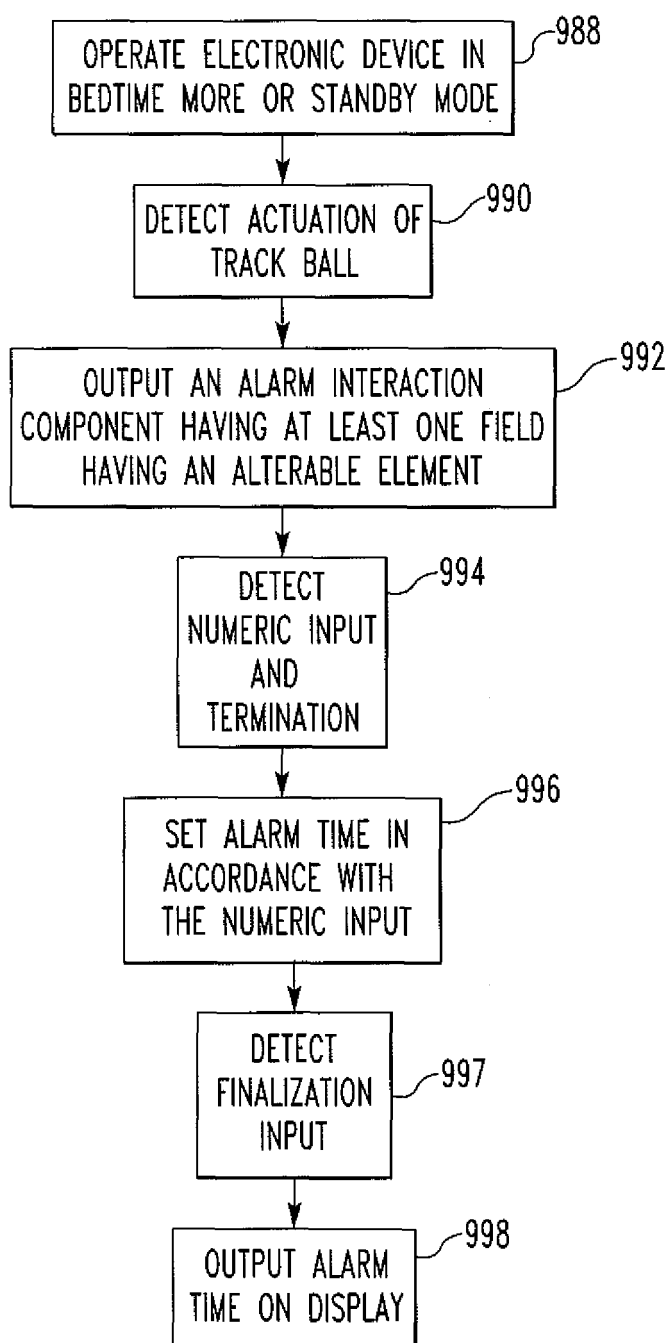 OPERATE ELECTRONIC DEVICE IN
BEDTIME MORE OR STANDBY MODE
988
DETECT ACTUATION OF
TRACK BALL
990
OUTPUT AN ALARM INTERACTION
COMPONENT HAVING AT LEAST ONE FIELD
HAVING AN ALTERABLE ELEMENT
992
DETECT
NUMERIC INPUT
AND
TERMINATION
994
SET ALARM TIME IN
ACCORDANCE WITH
THE NUMERIC INPUT
996
DETECT
FINALIZATION
INPUT
997
OUTPUT ALARM
TIME ON DISPLAY
998